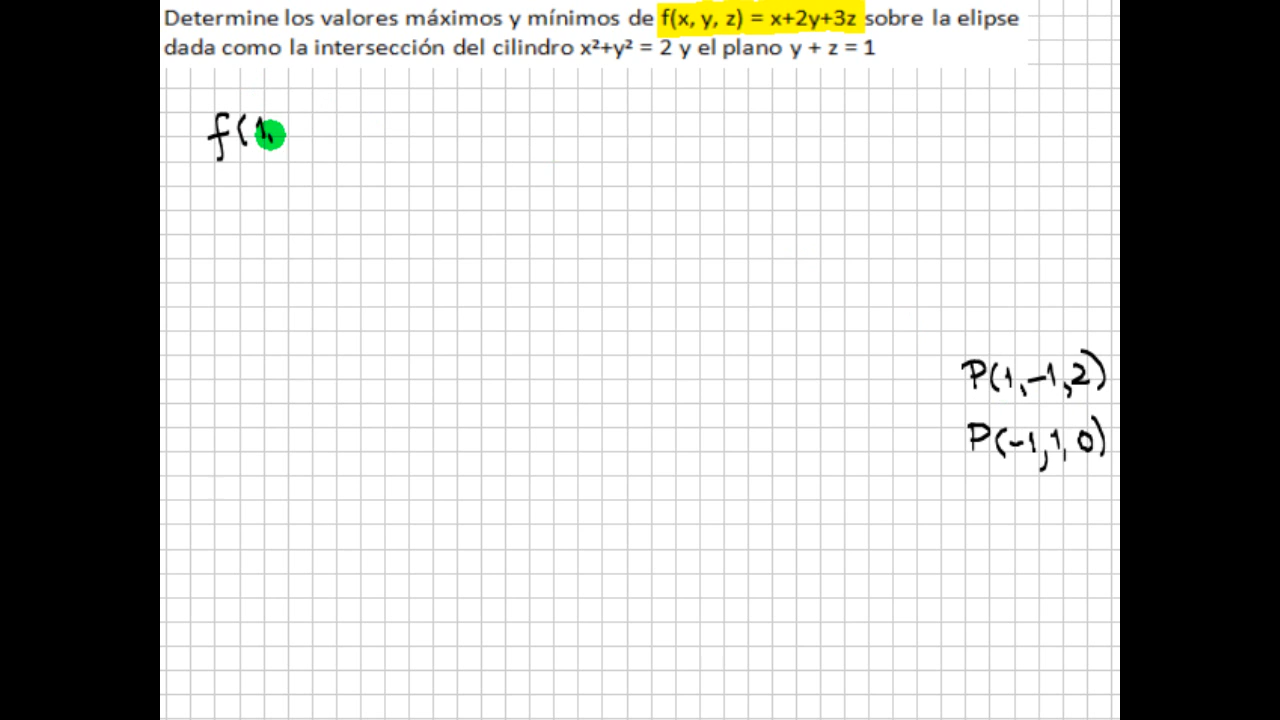 Determine los valores máximos y mínimos de f(x, y, z) = x+2y+3z sobre la elipse
dada como la intersección del cilindro x²+y² = 2 y el plano y + z = 1
f(1,
P(1,-1,2)
P(-1,1,0)